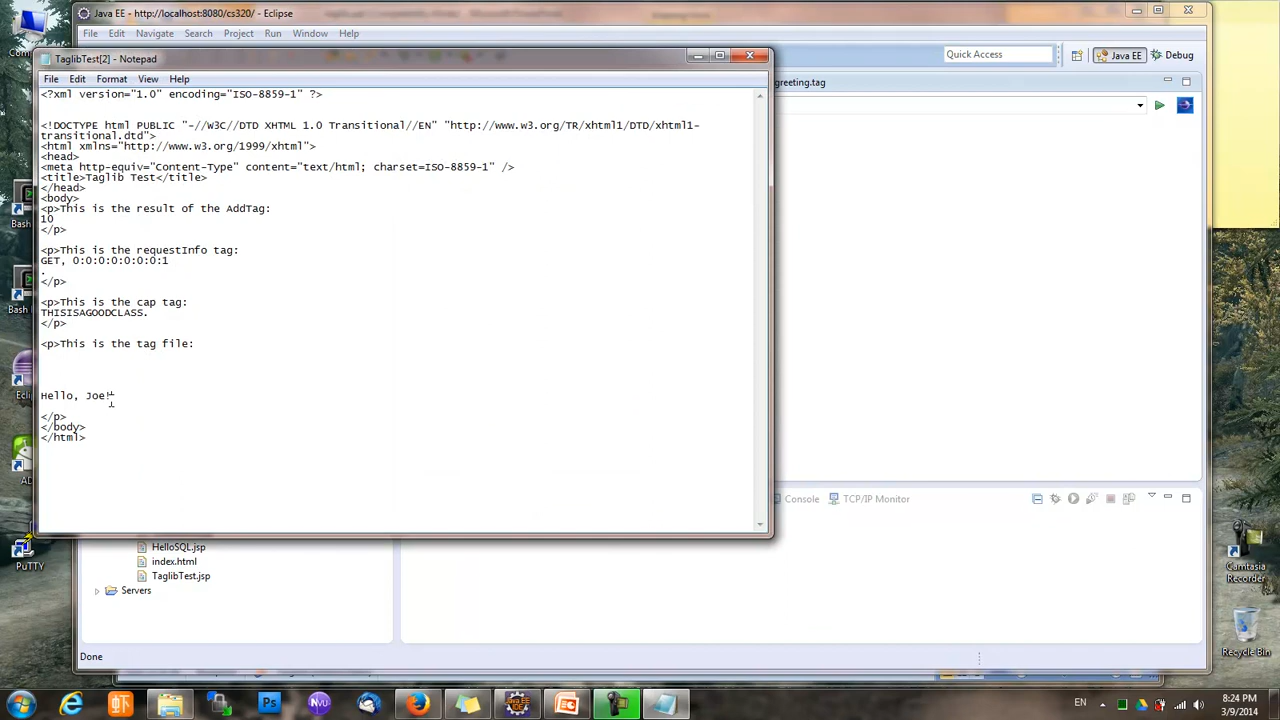 Java EE - http://localhost:8080/cs320/ - Eclipse
File Edit Navigate Search Project Run Window Help
Quick Access
Java EE
Debug
greeting.tag
TaglibTest[2] - Notepad
File Edit Format View Help
<?xml version="1.0" encoding="ISO-8859-1" ?>
<!DOCTYPE html PUBLIC "-//W3C//DTD XHTML 1.0 Transitional//EN" "http://www.w3.org/TR/xhtml1/DTD/xhtml1-
transitional.dtd">
<html xmlns="http://www.w3.org/1999/xhtml">
<head>
<meta http-equiv="Content-Type" content="text/html; charset=ISO-8859-1" />
<title>Taglib Test</title>
</head>
<body>
<p>This is the result of the AddTag:
10
</p>
<p>This is the requestInfo tag:
GET, 0:0:0:0:0:0:0:1
.
</p>
<p>This is the cap tag:
THISISAGOODCLASS.
</p>
<p>This is the tag file:
Hello, Joe!
</p>
</body>
</html>
Console
TCP/IP Monitor
HelloSQL.jsp
index.html
TaglibTest.jsp
Servers
Done
Bash
PuTTY
Camtasia
Recorder
Recycle Bin
EN
8:24 PM
3/9/2014